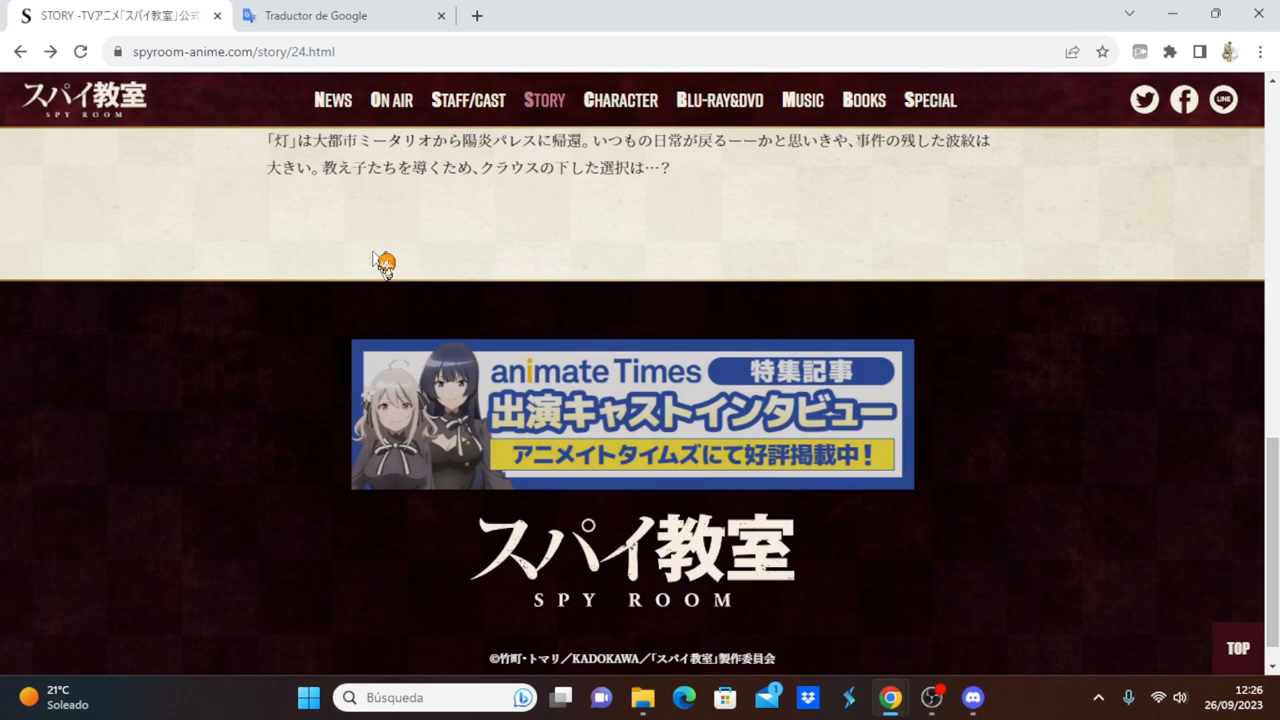 STORY -TVアニメ「スパイ教室」公式
Traductor de Google
spyroom-anime.com/story/24.html
スパイ教室
SPY ROOM
NEWS ON AIR STAFF/CAST STORY CHARACTER BLU-RAY&DVD MUSIC BOOKS SPECIAL
LINE
「灯」は大都市ミータリオから陽炎パレスに帰還。いつもの日常が戻るーーかと思いきや、事件の残した波紋は
大きい。教え子たちを導くため、クラウスの下した選択は…?
animate Times 特集記事
出演キャストインタビュー
アニメイトタイムズにて好評掲載中!
スパイ教室
SPY ROOM
TOP
©竹町・トマリ/KADOKAWA/「スパイ教室」製作委員会
21°C
Soleado
Búsqueda
1
12:26
26/09/2023